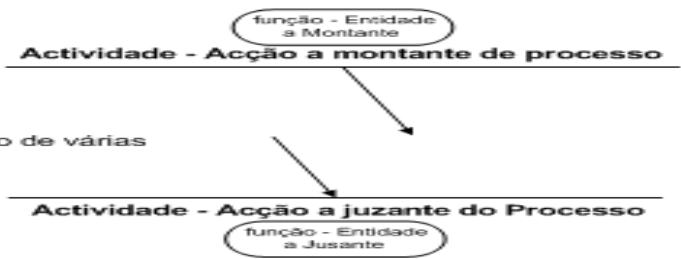 função - Entidade
a Montante
Actividade - Acção a montante de processo
o de várias
Actividade - Acção a juzante do Processo
função - Entidade
a Jusante